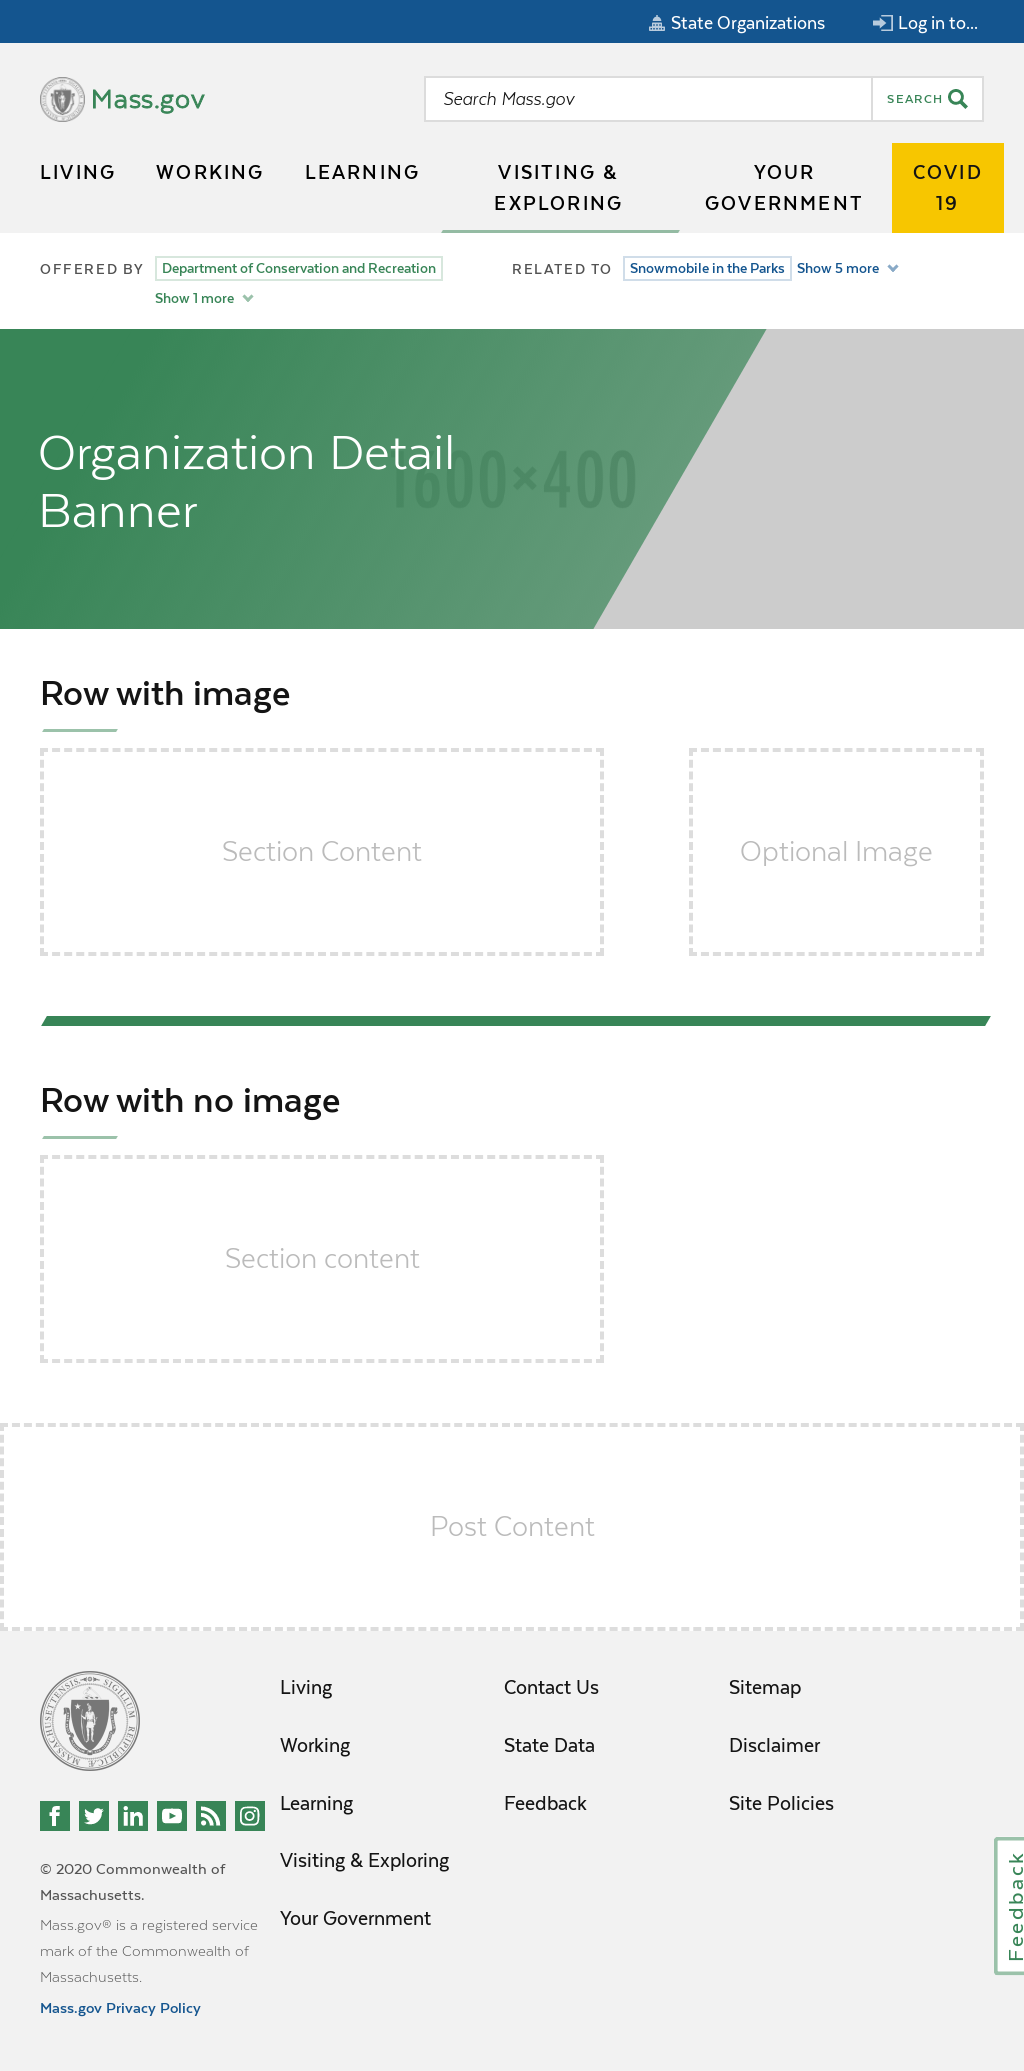 State Organizations
Log in to...
Mass.gov
Search Mass.gov
SEARCH
LIVING
WORKING
LEARNING
VISITING &
EXPLORING
YOUR
GOVERNMENT
COVID
19
OFFERED BY
Department of Conservation and Recreation
Show 1 more
RELATED TO
Snowmobile in the Parks
Show 5 more
Organization Detail
Banner
1600×400
Row with image
Section Content
Optional Image
Row with no image
Section content
Post Content
Living
Working
Learning
Visiting & Exploring
Your Government
Contact Us
State Data
Feedback
Sitemap
Disclaimer
Site Policies
© 2020 Commonwealth of
Massachusetts.
Mass.gov® is a registered service
mark of the Commonwealth of
Massachusetts.
Mass.gov Privacy Policy
Feedback